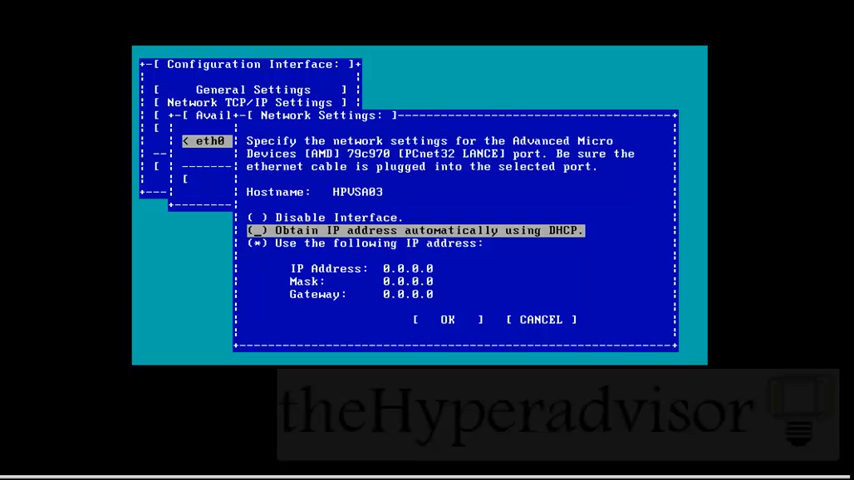 +-[ Configuration Interface: ]+
[ General Settings ]
[ Network TCP/IP Settings ]
[ +-[ Avail+-[ Network Settings: ]--------------------------------------+
[
Specify the network settings for the Advanced Micro
< eth0 Devices [AMD] 79c970 [PCnet32 LANCE] port. Be sure the
ethernet cable is plugged into the selected port.
[
[
Hostname: HPVSA03
( ) Disable Interface.
(_) Obtain IP address automatically using DHCP.
(*) Use the following IP address:
IP Address: 0.0.0.0
Mask: 0.0.0.0
Gateway: 0.0.0.0
[ OK ] [ CANCEL ]
theHyperadvisor